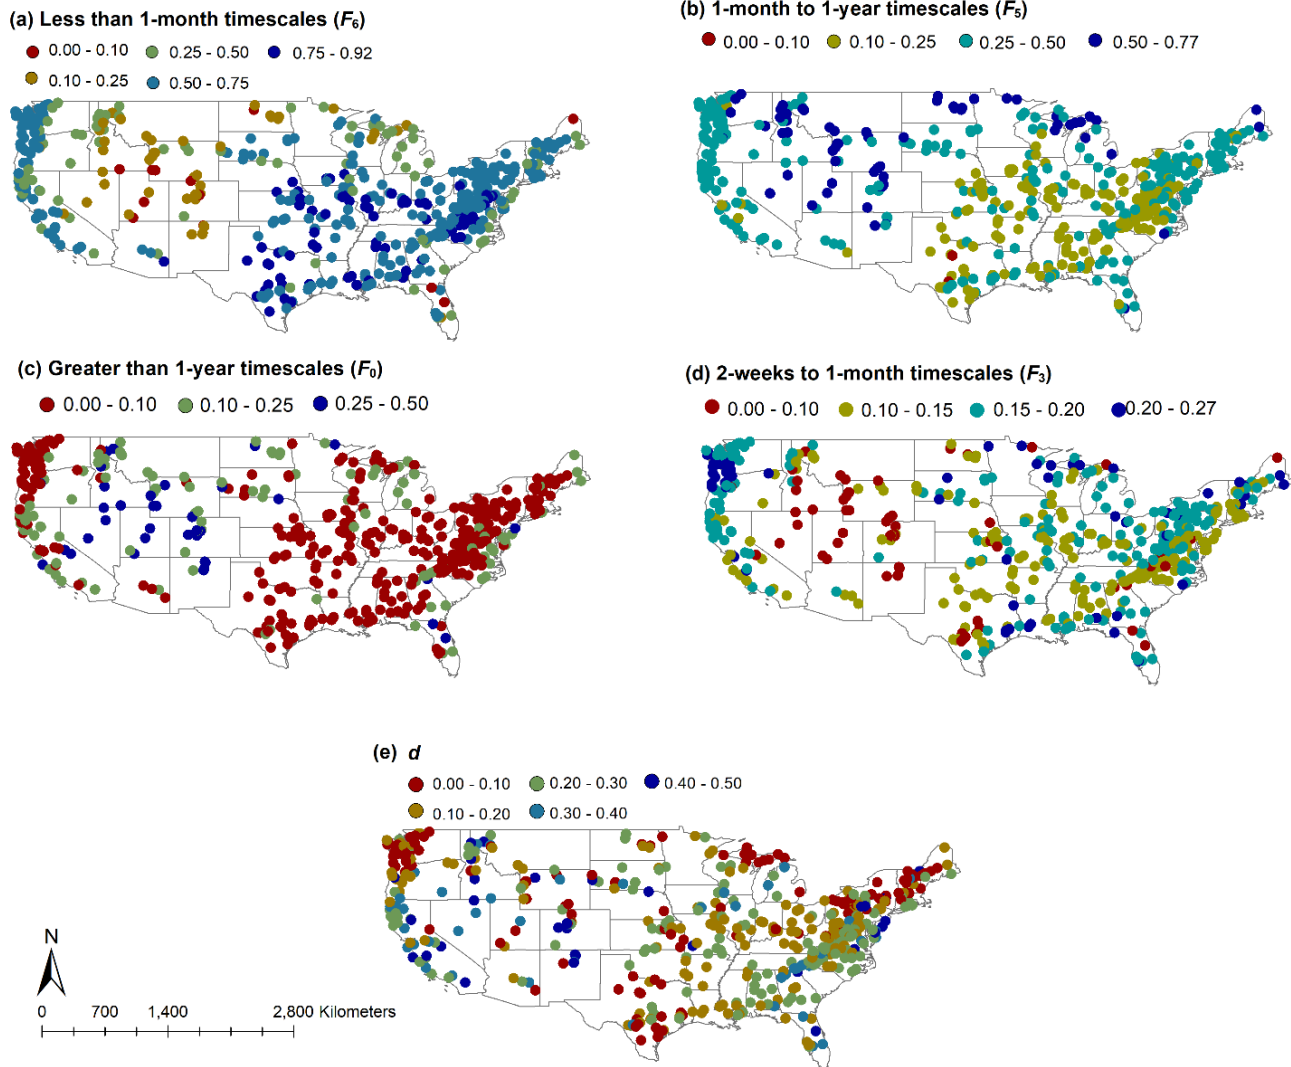 (a) Less than 1-month timescales (F6)
0.00 - 0.10 0.25 - 0.50 0.75 - 0.92
0.10 - 0.25 0.50 - 0.75
(b) 1-month to 1-year timescales (F5)
0.00 - 0.10 0.10 - 0.25 0.25 - 0.50 0.50 - 0.77
(c) Greater than 1-year timescales (F0)
0.00 - 0.10 0.10 - 0.25 0.25 - 0.50
(d) 2-weeks to 1-month timescales (F3)
0.00 - 0.10 0.10 - 0.15 0.15 - 0.20 0.20 - 0.27
(e) d
0.00 - 0.10 0.20 - 0.30 0.40 - 0.50
0.10 - 0.20 0.30 - 0.40
N
0 700 1,400 2,800 Kilometers